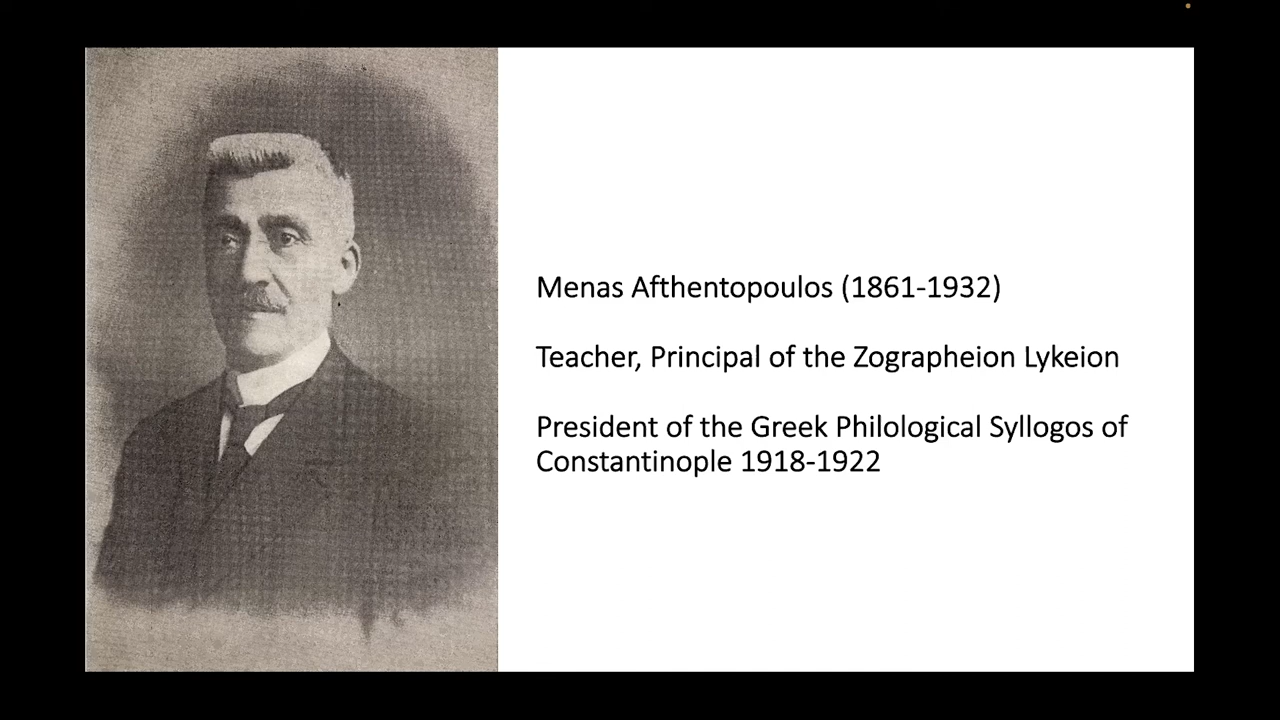 Menas Afthentopoulos (1861-1932)
Teacher, Principal of the Zographeion Lykeion
President of the Greek Philological Syllogos of
Constantinople 1918-1922